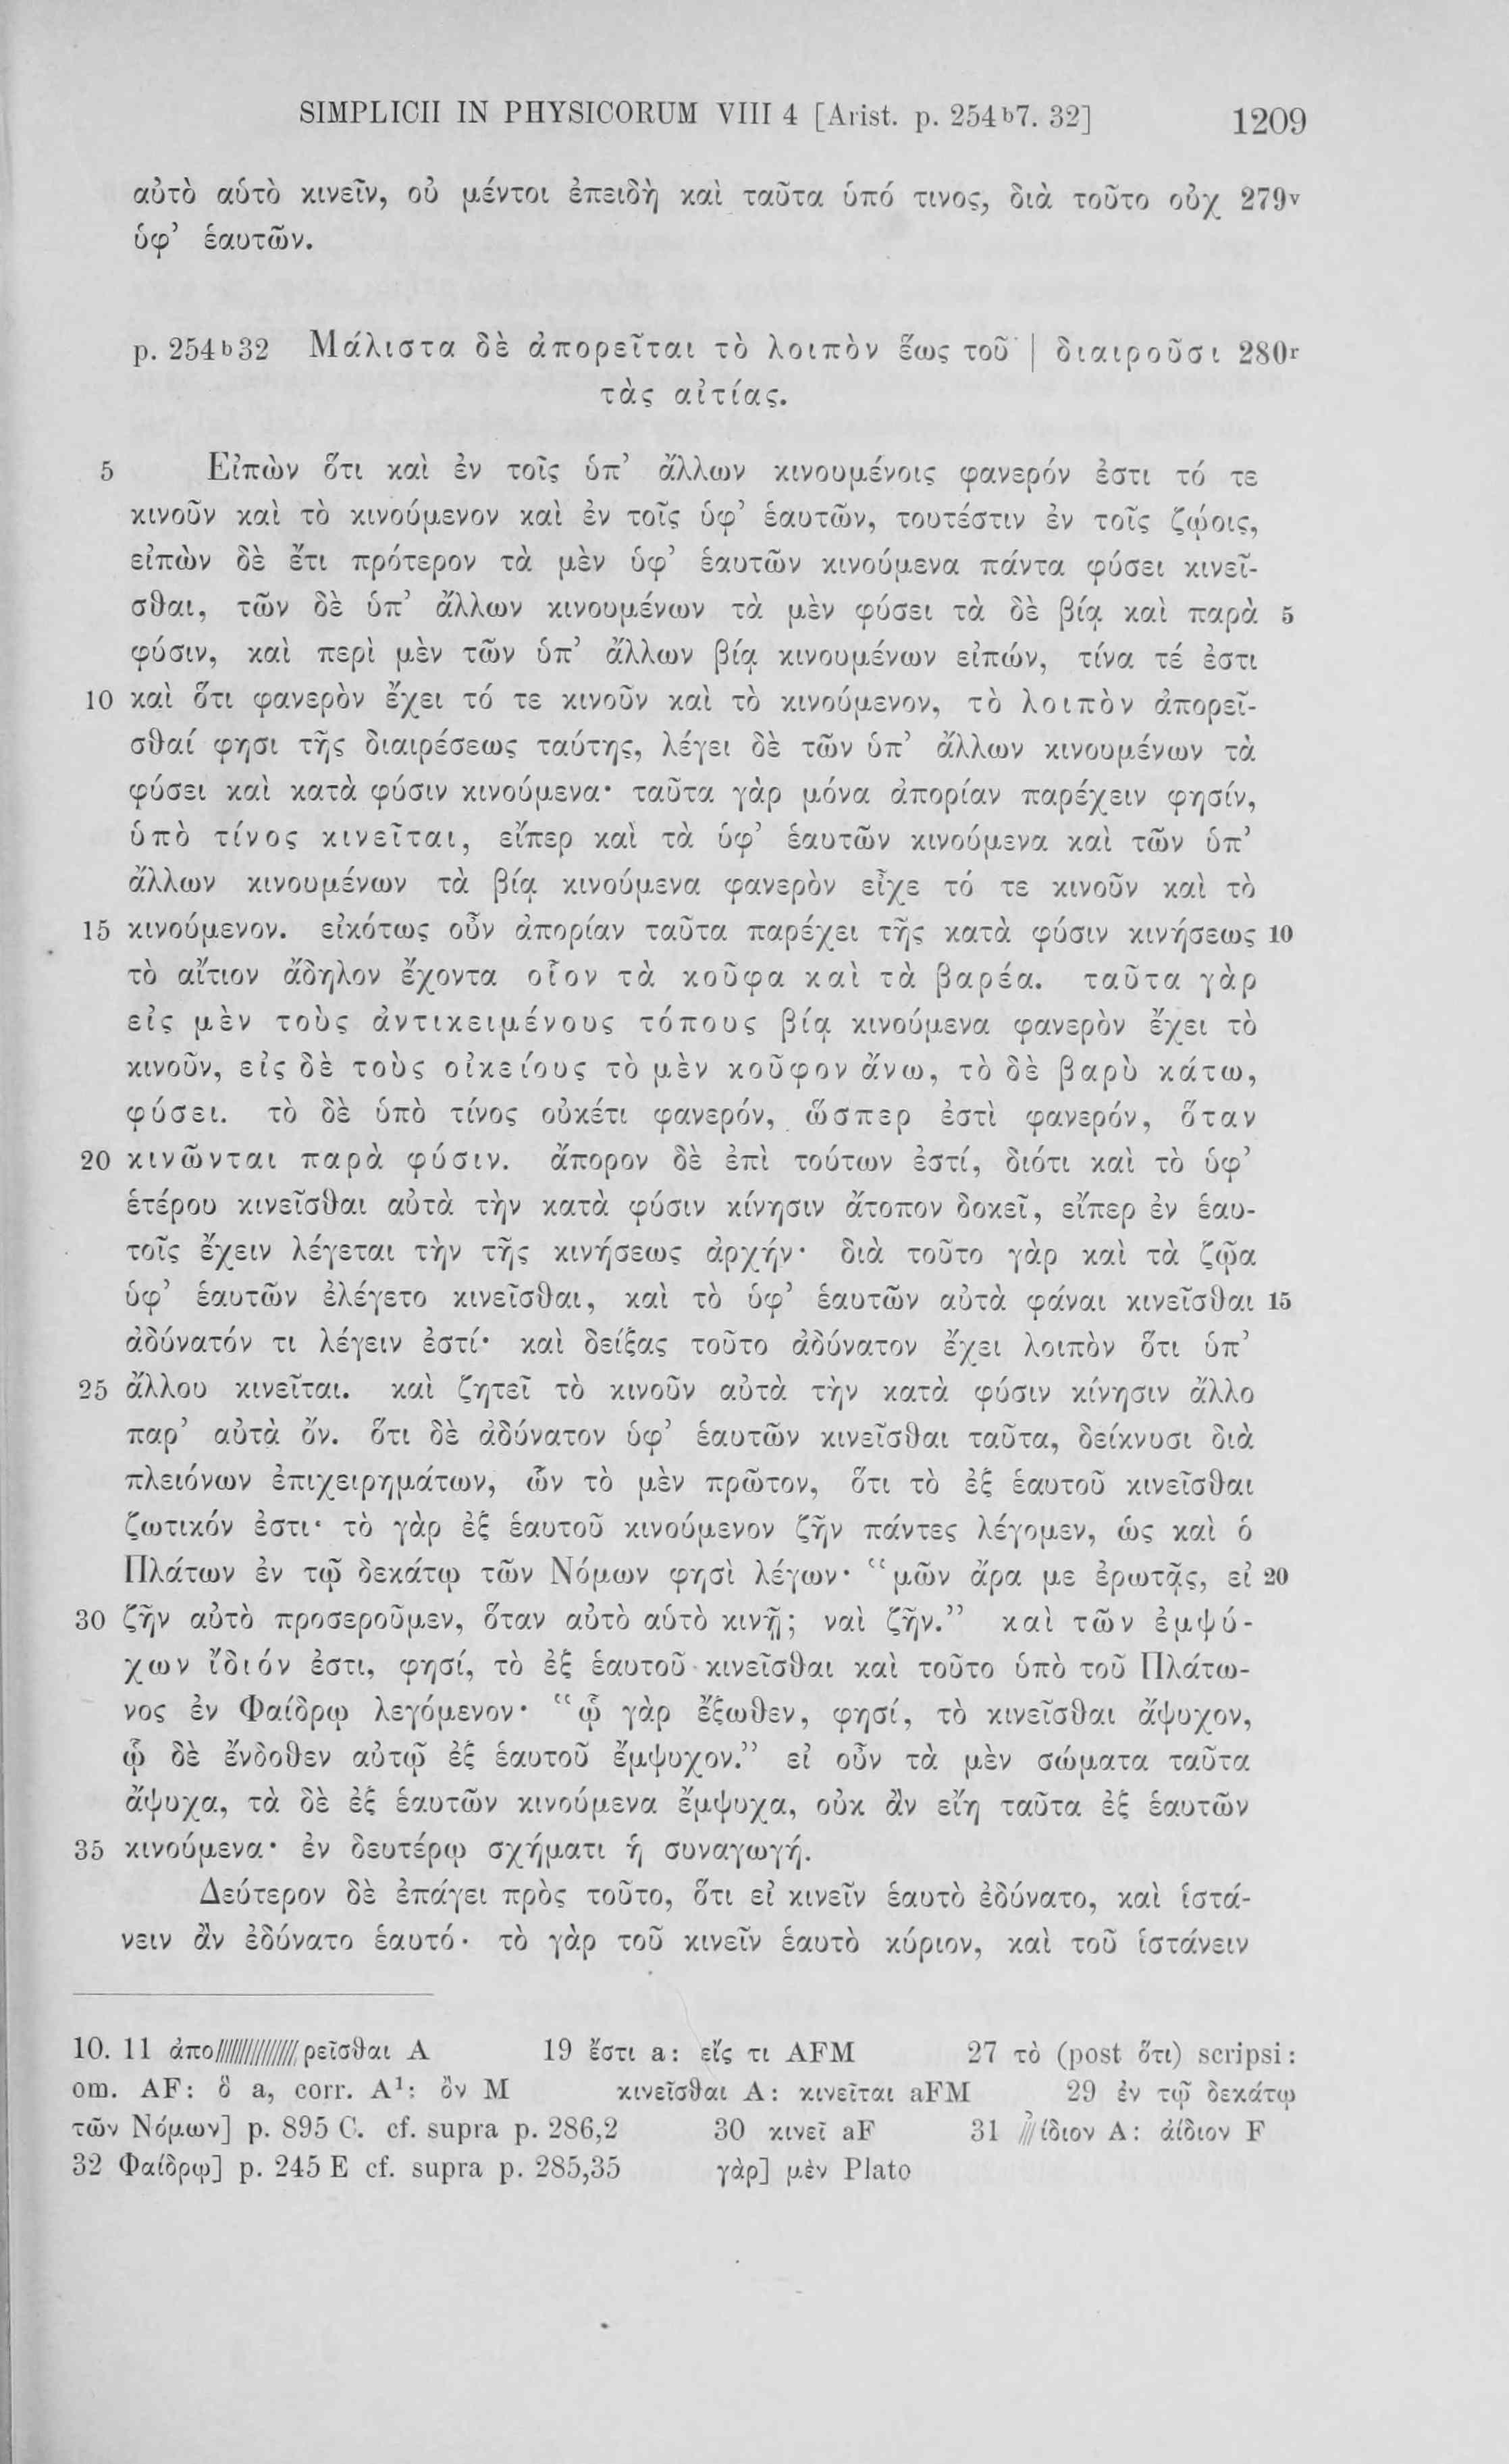 SIMPLICII IN PHYSICORUM VIII 4 [Arist. p. 254ᵇ7. 32] 1209
αὐτὸ αὑτὸ κινεῖν, οὐ μέντοι ἐπειδὴ καὶ ταῦτα ὑπό τινος, διὰ τοῦτο οὐχ 279ᵛ
ὑφ’ ἑαυτῶν.
p. 254ᵇ32 Μάλιστα δὲ ἀπορεῖται τὸ λοιπὸν ἕως τοῦ | διαιροῦσι 280ʳ
τὰς αἰτίας.
5 Εἰπὼν ὅτι καὶ ἐν τοῖς ὑπ’ ἄλλων κινουμένοις φανερόν ἐστι τό τε
κινοῦν καὶ τὸ κινούμενον καὶ ἐν τοῖς ὑφ’ ἑαυτῶν, τουτέστιν ἐν τοῖς ζῴοις,
εἰπὼν δὲ ἔτι πρότερον τὰ μὲν ὑφ’ ἑαυτῶν κινούμενα πάντα φύσει κινεῖ-
σθαι, τῶν δὲ ὑπ’ ἄλλων κινουμένων τὰ μὲν φύσει τὰ δὲ βίᾳ καὶ παρὰ 5
φύσιν, καὶ περὶ μὲν τῶν ὑπ’ ἄλλων βίᾳ κινουμένων εἰπών, τίνα τέ ἐστι
10 καὶ ὅτι φανερὸν ἔχει τό τε κινοῦν καὶ τὸ κινούμενον, τὸ λοιπὸν ἀπορεῖ-
σθαί φησι τῆς διαιρέσεως ταύτης, λέγει δὲ τῶν ὑπ’ ἄλλων κινουμένων τὰ
φύσει καὶ κατὰ φύσιν κινούμενα· ταῦτα γὰρ μόνα ἀπορίαν παρέχειν φησίν,
ὑπὸ τίνος κινεῖται, εἴπερ καὶ τὰ ὑφ’ ἑαυτῶν κινούμενα καὶ τῶν ὑπ’
ἄλλων κινουμένων τὰ βίᾳ κινούμενα φανερὸν εἶχε τό τε κινοῦν καὶ τὸ
15 κινούμενον. εἰκότως οὖν ἀπορίαν ταῦτα παρέχει τῆς κατὰ φύσιν κινήσεως 10
τὸ αἴτιον ἄδηλον ἔχοντα οἷον τὰ κοῦφα καὶ τὰ βαρέα. ταῦτα γὰρ
εἰς μὲν τοὺς ἀντικειμένους τόπους βίᾳ κινούμενα φανερὸν ἔχει τὸ
κινοῦν, εἰς δὲ τοὺς οἰκείους τὸ μὲν κοῦφον ἄνω, τὸ δὲ βαρὺ κάτω,
φύσει. τὸ δὲ ὑπὸ τίνος οὐκέτι φανερόν, ὥσπερ ἐστὶ φανερόν, ὅταν
20 κινῶνται παρὰ φύσιν. ἄπορον δὲ ἐπὶ τούτων ἐστί, διότι καὶ τὸ ὑφ’
ἑτέρου κινεῖσθαι αὐτὰ τὴν κατὰ φύσιν κίνησιν ἄτοπον δοκεῖ, εἴπερ ἐν ἑαυ-
τοῖς ἔχειν λέγεται τὴν τῆς κινήσεως ἀρχήν· διὰ τοῦτο γὰρ καὶ τὰ ζῷα
ὑφ’ ἑαυτῶν ἐλέγετο κινεῖσθαι, καὶ τὸ ὑφ’ ἑαυτῶν αὐτὰ φάναι κινεῖσθαι 15
ἀδύνατόν τι λέγειν ἐστί· καὶ δείξας τοῦτο ἀδύνατον ἔχει λοιπὸν ὅτι ὑπ’
25 ἄλλου κινεῖται. καὶ ζητεῖ τὸ κινοῦν αὐτὰ τὴν κατὰ φύσιν κίνησιν ἄλλο
παρ’ αὐτὰ ὄν. ὅτι δὲ ἀδύνατον ὑφ’ ἑαυτῶν κινεῖσθαι ταῦτα, δείκνυσι διὰ
πλειόνων ἐπιχειρημάτων, ὧν τὸ μὲν πρῶτον, ὅτι τὸ ἐξ ἑαυτοῦ κινεῖσθαι
ζωτικόν ἐστι· τὸ γὰρ ἐξ ἑαυτοῦ κινούμενον ζῆν πάντες λέγομεν, ὡς καὶ ὁ
Πλάτων ἐν τῷ δεκάτῳ τῶν Νόμων φησὶ λέγων· “μῶν ἄρα με ἐρωτᾷς, εἰ 20
30 ζῆν αὐτὸ προσεροῦμεν, ὅταν αὐτὸ αὑτὸ κινῇ; ναὶ ζῆν.” καὶ τῶν ἐμψύ-
χων ἴδιόν ἐστι, φησί, τὸ ἐξ ἑαυτοῦ κινεῖσθαι καὶ τοῦτο ὑπὸ τοῦ Πλάτω-
νος ἐν Φαίδρῳ λεγόμενον· “ᾧ γὰρ ἔξωθεν, φησί, τὸ κινεῖσθαι ἄψυχον,
ᾧ δὲ ἔνδοθεν αὐτῷ ἐξ ἑαυτοῦ ἔμψυχον.” εἰ οὖν τὰ μὲν σώματα ταῦτα
ἄψυχα, τὰ δὲ ἐξ ἑαυτῶν κινούμενα ἔμψυχα, οὐκ ἂν εἴη ταῦτα ἐξ ἑαυτῶν
35 κινούμενα· ἐν δευτέρῳ σχήματι ἡ συναγωγή.
Δεύτερον δὲ ἐπάγει πρὸς τοῦτο, ὅτι εἰ κινεῖν ἑαυτὸ ἐδύνατο, καὶ ἱστά-
νειν ἂν ἐδύνατο ἑαυτό· τὸ γὰρ τοῦ κινεῖν ἑαυτὸ κύριον, καὶ τοῦ ἱστάνειν
10. 11 ἀπο///////////////ρεῖσθαι A 19 ἔστι a: εἴς τι AFM 27 τὸ (post ὅτι) scripsi:
om. AF: ὃ a, corr. A¹: ὂν M κινεῖσθαι A: κινεῖται aFM 29 ἐν τῷ δεκάτῳ
τῶν Νόμων] p. 895 C. cf. supra p. 286,2 30 κινεῖ aF 31 ///ἴδιον A: ἀίδιον F
32 Φαίδρῳ] p. 245 E cf. supra p. 285,35 γὰρ] μὲν Plato